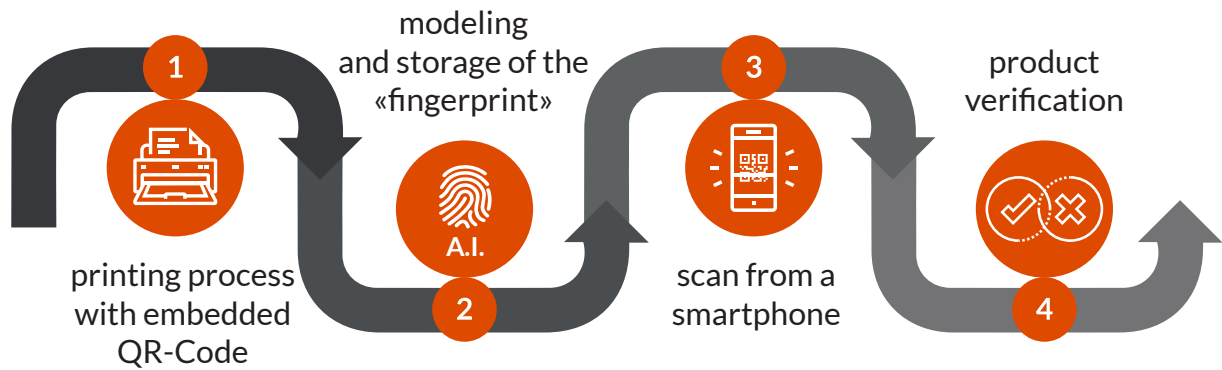 1
printing process
with embedded
QR-Code
modeling
and storage of the
«fingerprint»
A.I.
2
3
scan from a
smartphone
product
verification
4